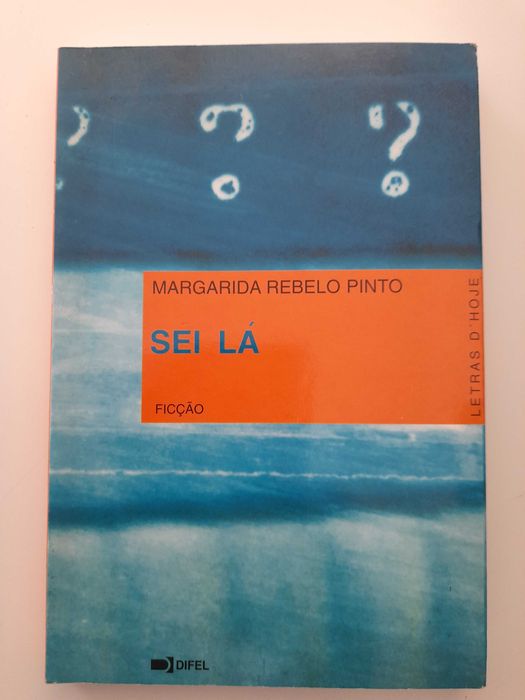 ? ? ?
MARGARIDA REBELO PINTO
SEI LÁ
FICÇÃO
LETRAS D'HOJE
DIFEL